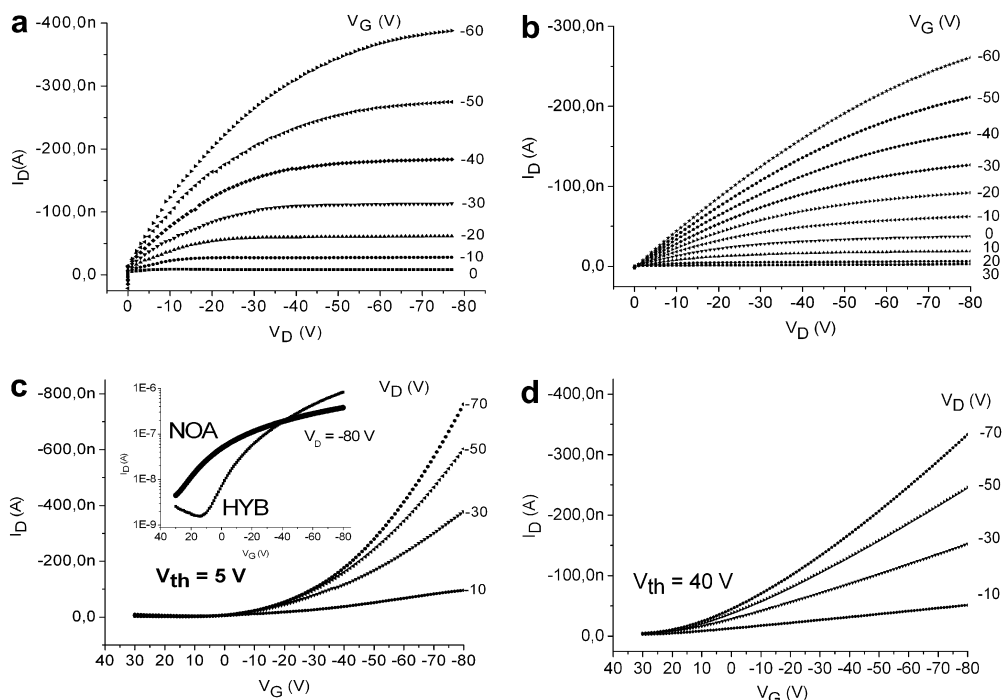 a
V_G (V)
-400,0n
-300,0n
-200,0n
-100,0n
0,0
I_D(A)
-60
-50
-40
-30
-20
-10
0
0 -10 -20 -30 -40 -50 -60 -70 -80
V_D (V)
b
V_G (V)
-300,0n
-200,0n
-100,0n
0,0
I_D (A)
-60
-50
-40
-30
-20
-10
0
10
20
30
0 -10 -20 -30 -40 -50 -60 -70 -80
V_D (V)
c
V_D (V)
-800,0n
-600,0n
-400,0n
-200,0n
0,0
I_D (A)
-70
-50
-30
-10
1E-6
1E-7
1E-8
1E-9
I_D (A)
NOA
HYB
V_D = -80 V
40 20 0 -20 -40 -60 -80
V_G (V)
V_th = 5 V
40 30 20 10 0 -10 -20 -30 -40 -50 -60 -70 -80
V_G (V)
d
V_D (V)
-400,0n
-300,0n
-200,0n
-100,0n
0,0
I_D (A)
-70
-50
-30
-10
V_th = 40 V
40 30 20 10 0 -10 -20 -30 -40 -50 -60 -70 -80
V_G (V)